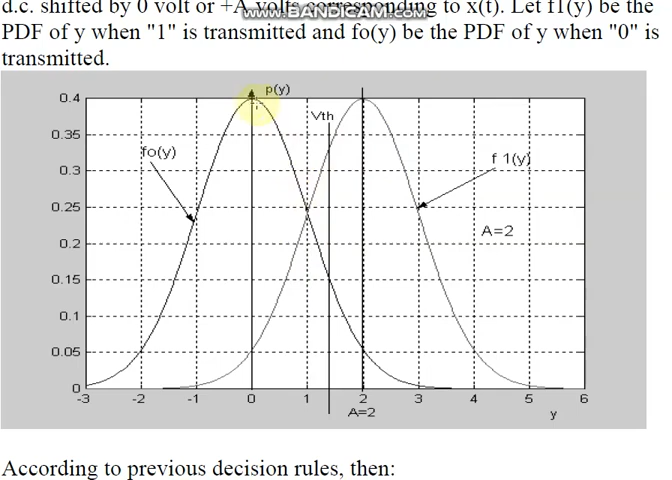 d.c. shifted by 0 volt or +A volts corresponding to x(t). Let f1(y) be the
WWW.BANDICAM.COM
PDF of y when "1" is transmitted and fo(y) be the PDF of y when "0" is
transmitted.
p(y)
0.4
Vth
0.35
fo(y)
f 1(y)
0.3
0.25
A=2
0.2
0.15
0.1
0.05
0
-3 -2 -1 0 1 2 3 4 5 6
A=2
y
According to previous decision rules, then: